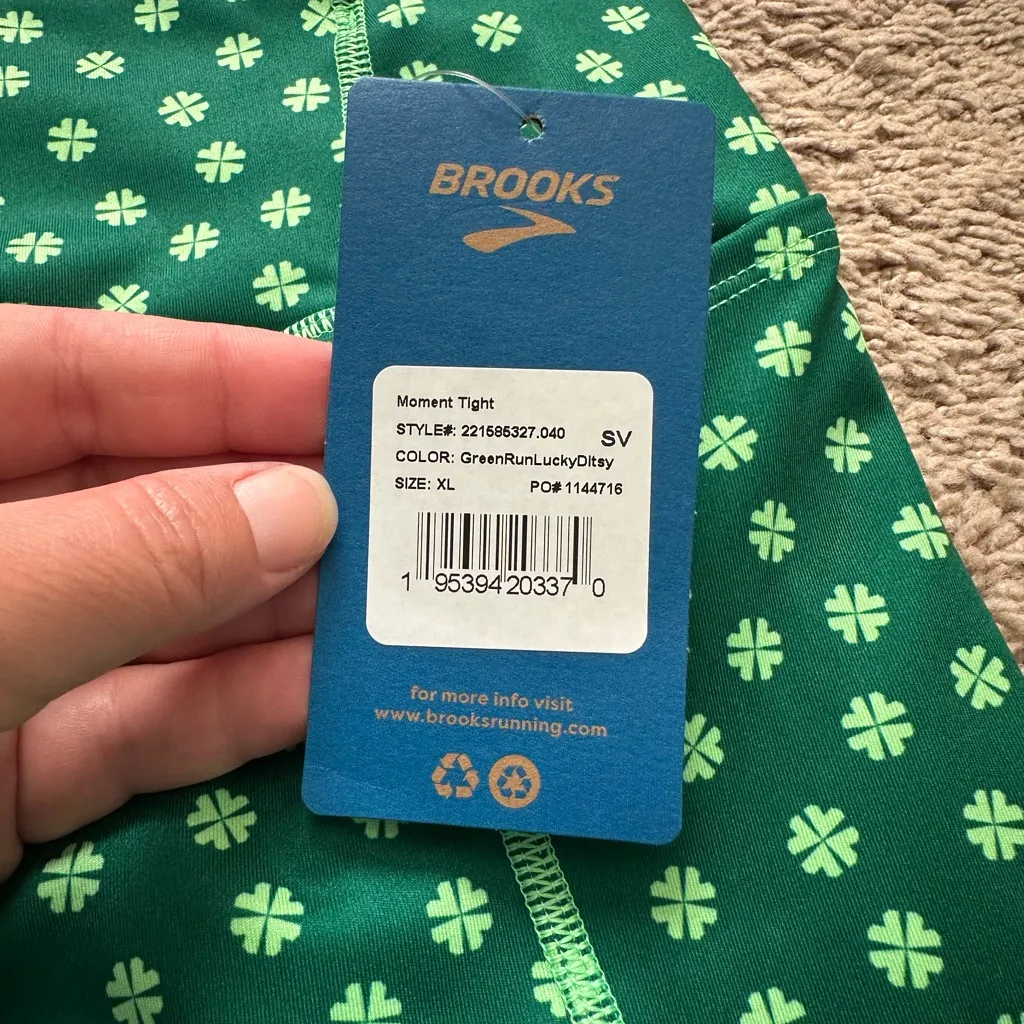 BROOKS
Moment Tight
STYLE#: 221585327.040 SV
COLOR: GreenRunLuckyDitsy
SIZE: XL PO# 1144716
1 95394 20337 0
for more info visit
www.brooksrunning.com